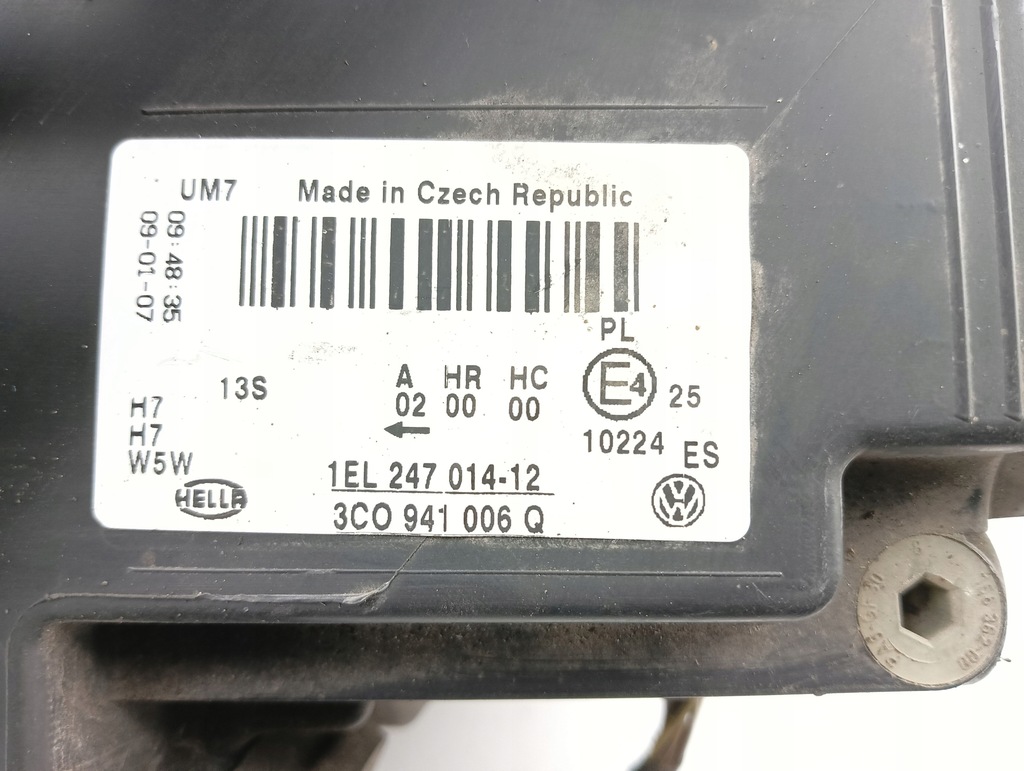 UM7 Made in Czech Republic
09:48:35
09-01-07
PL
13S
A HR HC
02 00 00
E4 25
10224
H7
H7
W5W
HELLA
1EL 247 014-12
3C0 941 006 Q
ES
VW